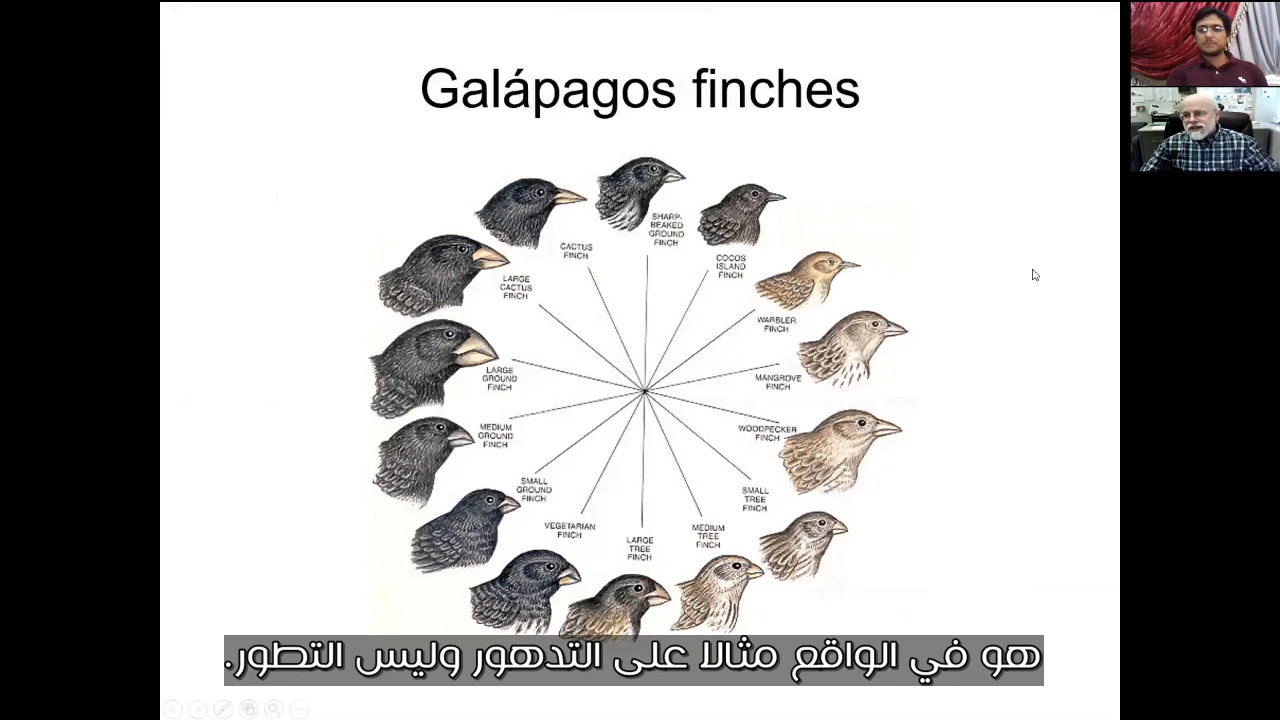 Galápagos finches
SHARP-
BEAKED
GROUND
FINCH
CACTUS
FINCH
COCOS
ISLAND
FINCH
LARGE
CACTUS
FINCH
WARBLER
FINCH
LARGE
GROUND
FINCH
MANGROVE
FINCH
MEDIUM
GROUND
FINCH
WOODPECKER
FINCH
SMALL
GROUND
FINCH
SMALL
TREE
FINCH
VEGETARIAN
FINCH
LARGE
TREE
FINCH
MEDIUM
TREE
FINCH
هو في الواقع مثالا على التدهور وليس التطور.